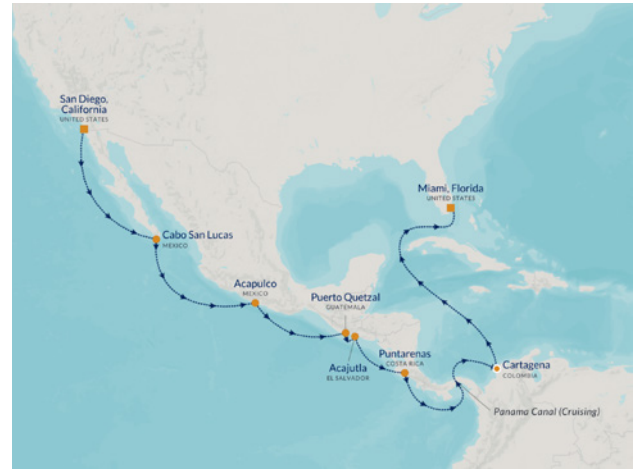 San Diego,
California
UNITED STATES
Miami, Florida
UNITED STATES
Cabo San Lucas
MEXICO
Acapulco
MEXICO
Puerto Quetzal
GUATEMALA
Acajutla
EL SALVADOR
Puntarenas
COSTA RICA
Cartagena
COLOMBIA
Panama Canal (Cruising)